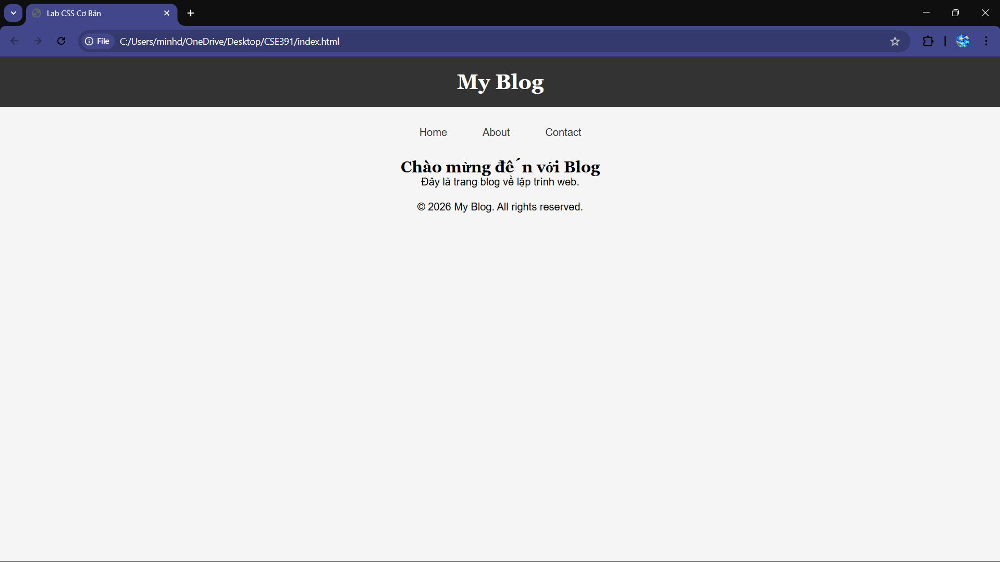 Lab CSS Cơ Bản
File C:/Users/minhd/OneDrive/Desktop/CSE391/index.html
My Blog
Home About Contact
Chào mừng đến với Blog
Đây là trang blog về lập trình web.
© 2026 My Blog. All rights reserved.